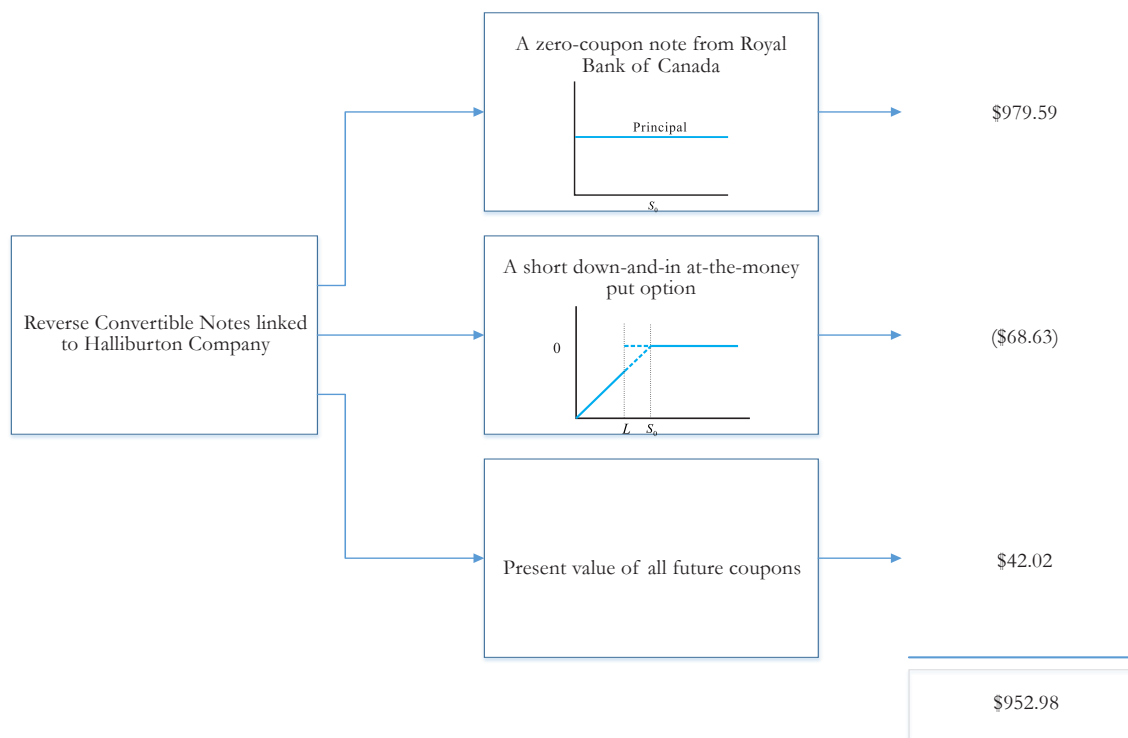 A zero-coupon note from Royal
Bank of Canada
Principal
S₀
$979.59
Reverse Convertible Notes linked
to Halliburton Company
A short down-and-in at-the-money
put option
0
L S₀
($68.63)
Present value of all future coupons
$42.02
$952.98